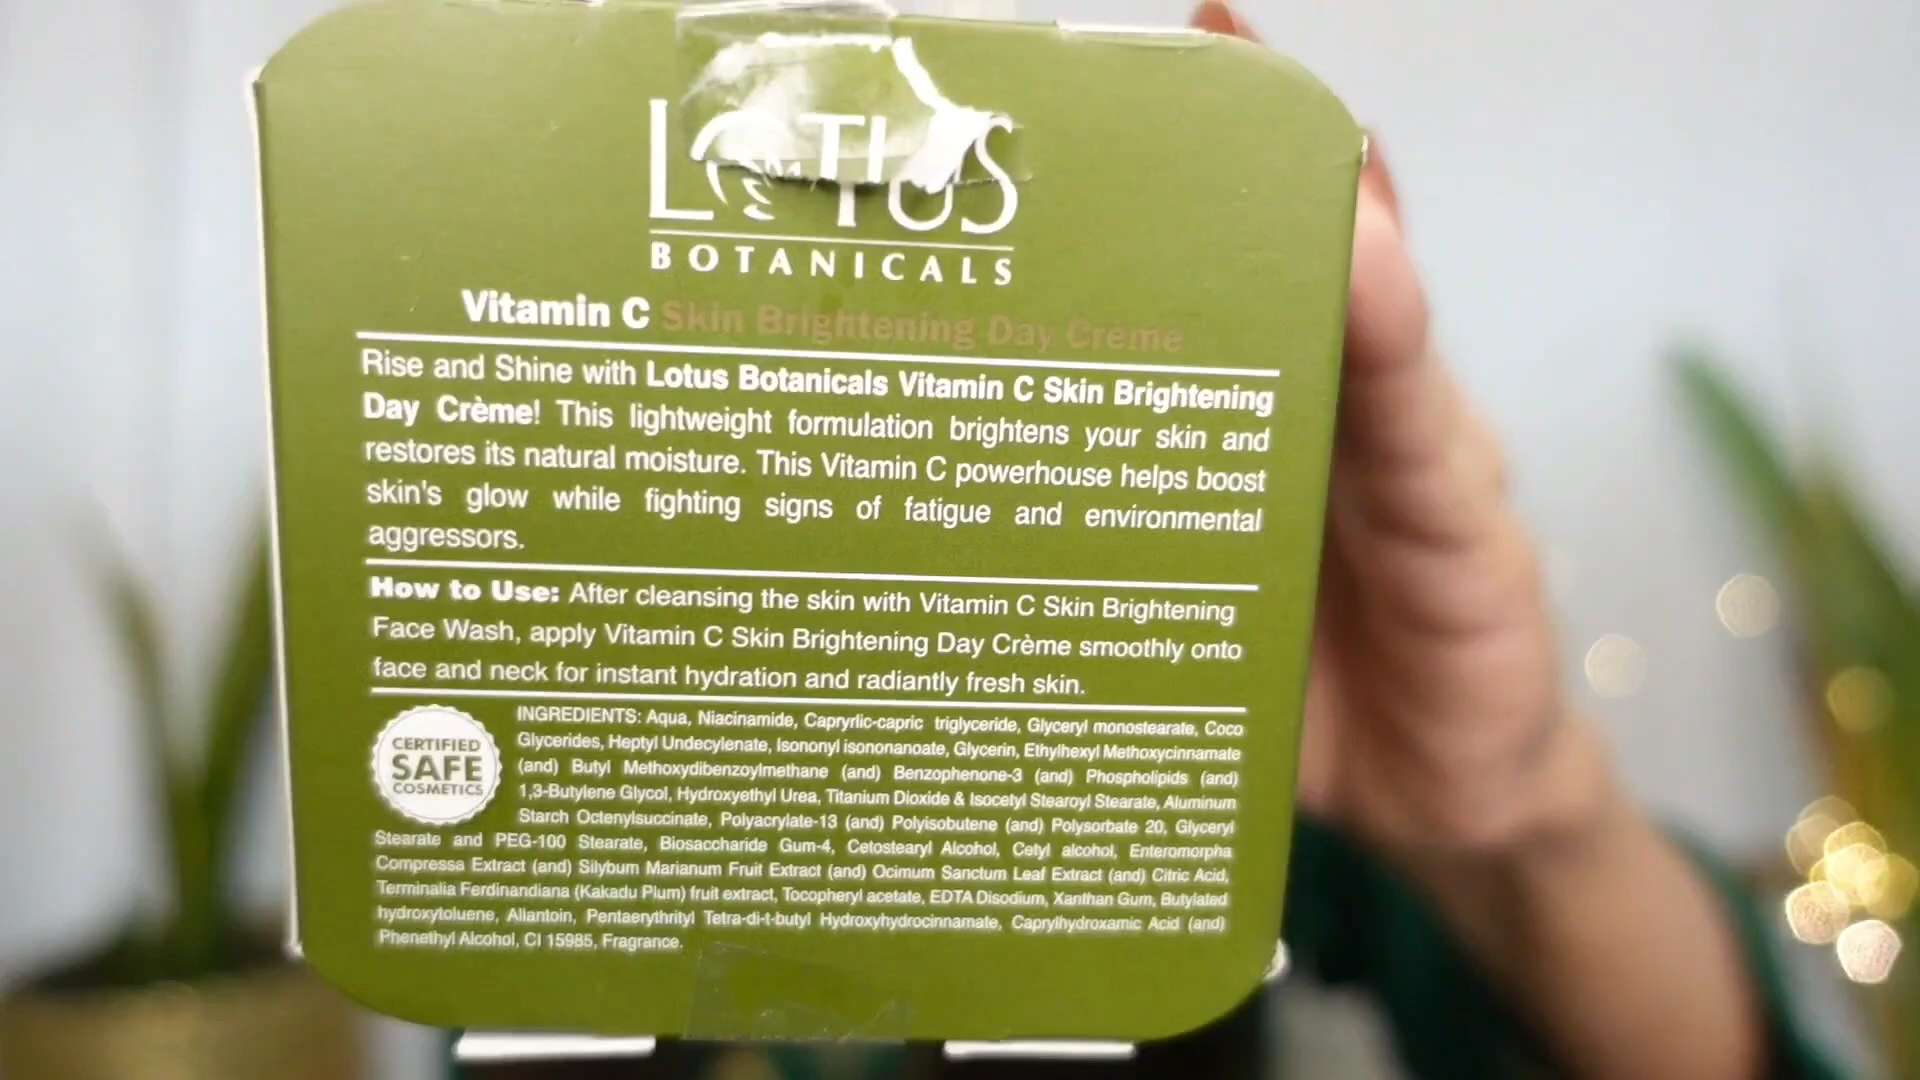 LOTUS
BOTANICALS
Vitamin C Skin Brightening Day Crème
Rise and Shine with Lotus Botanicals Vitamin C Skin Brightening
Day Crème! This lightweight formulation brightens your skin and
restores its natural moisture. This Vitamin C powerhouse helps boost
skin's glow while fighting signs of fatigue and environmental
aggressors.
How to Use: After cleansing the skin with Vitamin C Skin Brightening
Face Wash, apply Vitamin C Skin Brightening Day Crème smoothly onto
face and neck for instant hydration and radiantly fresh skin.
CERTIFIED
SAFE
COSMETICS
INGREDIENTS: Aqua, Niacinamide, Capryrlic-capric triglyceride, Glyceryl monostearate, Coco
Glycerides, Heptyl Undecylenate, Isononyl isononanoate, Glycerin, Ethylhexyl Methoxycinnamate
(and) Butyl Methoxydibenzoylmethane (and) Benzophenone-3 (and) Phospholipids (and)
1,3-Butylene Glycol, Hydroxyethyl Urea, Titanium Dioxide & Isocetyl Stearoyl Stearate, Aluminum
Starch Octenylsuccinate, Polyacrylate-13 (and) Polyisobutene (and) Polysorbate 20, Glyceryl
Stearate and PEG-100 Stearate, Biosaccharide Gum-4, Cetostearyl Alcohol, Cetyl alcohol, Enteromorpha
Compressa Extract (and) Silybum Marianum Fruit Extract (and) Ocimum Sanctum Leaf Extract (and) Citric Acid,
Terminalia Ferdinandiana (Kakadu Plum) fruit extract, Tocopheryl acetate, EDTA Disodium, Xanthan Gum, Butylated
hydroxytoluene, Allantoin, Pentaerythrityl Tetra-di-t-butyl Hydroxyhydrocinnamate, Caprylhydroxamic Acid (and)
Phenethyl Alcohol, CI 15985, Fragrance.